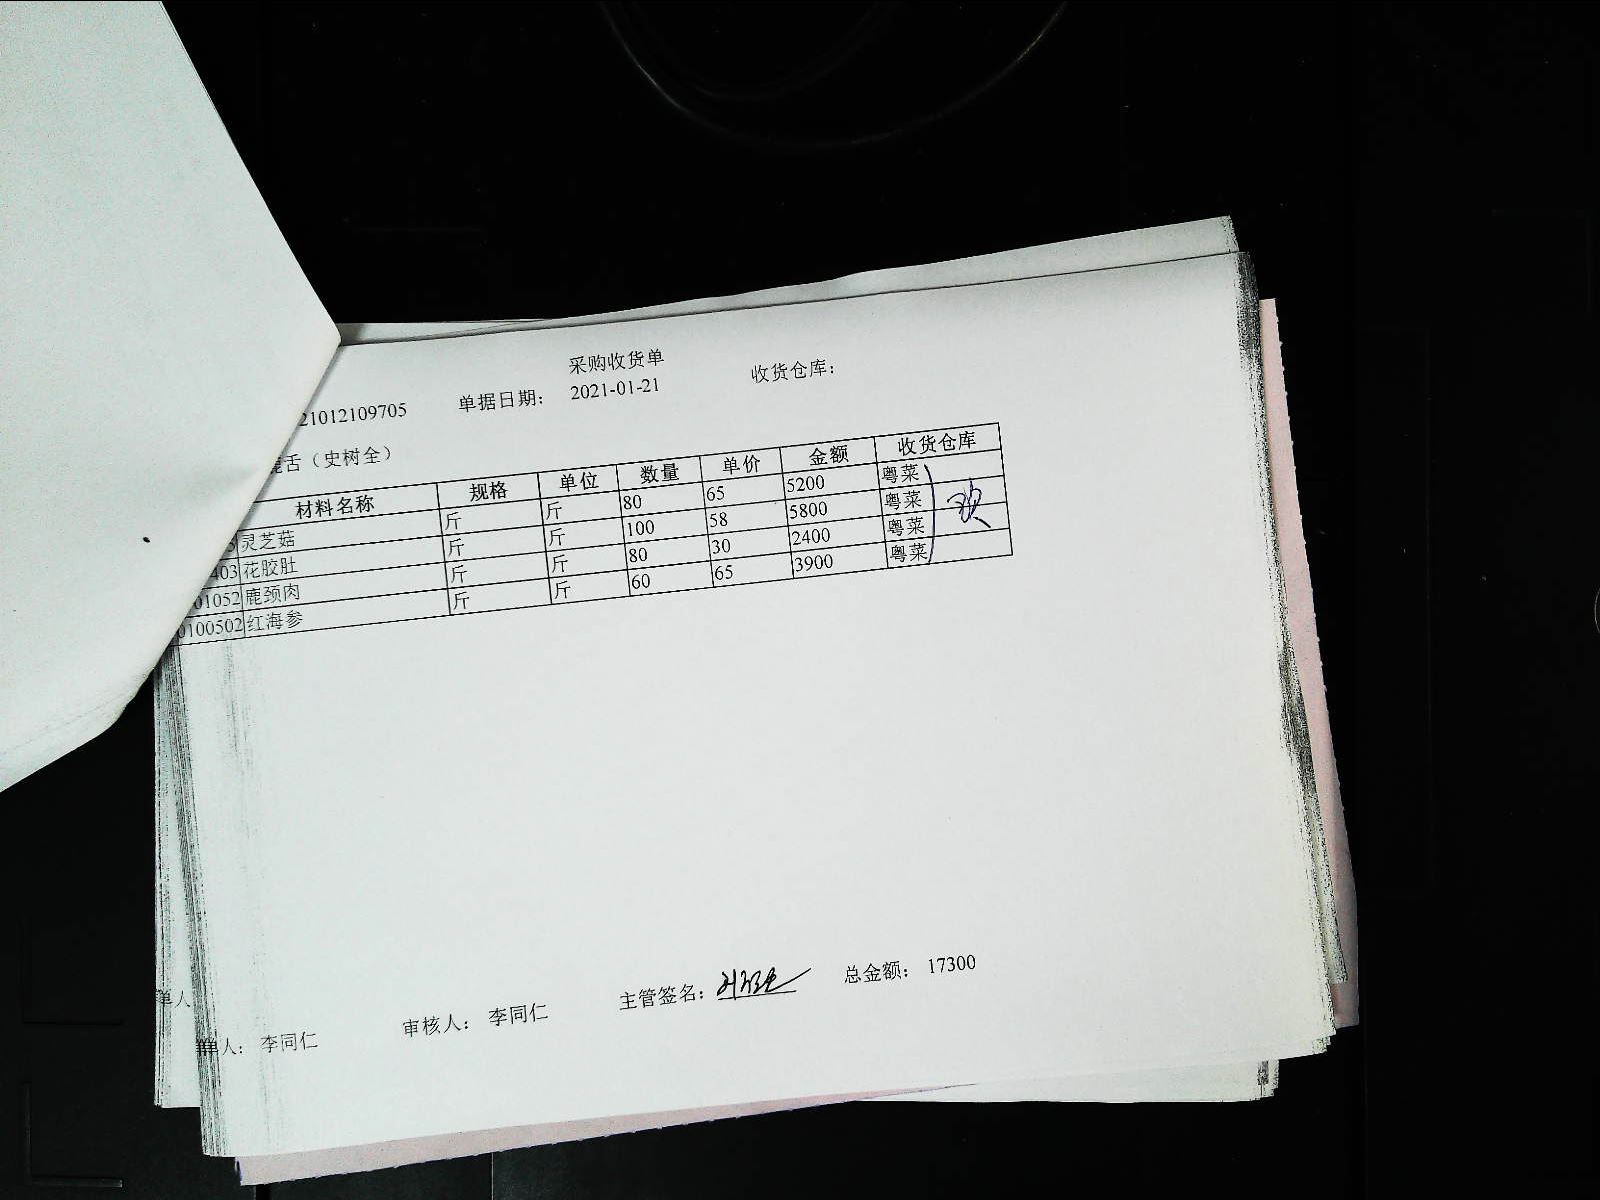 采购收货单
21012109705 单据日期: 2021-01-21 收货仓库:
舌（史树全）
材料名称 规格 单位 数量 单价 金额 收货仓库
灵芝菇 斤 斤 80 65 5200 粤菜
403 花胶肚 斤 斤 100 58 5800 粤菜
01052 鹿颈肉 斤 斤 80 30 2400 粤菜
0100502 红海参 斤 斤 60 65 3900 粤菜
单人
单人: 李同仁 审核人: 李同仁 主管签名: 总金额: 17300